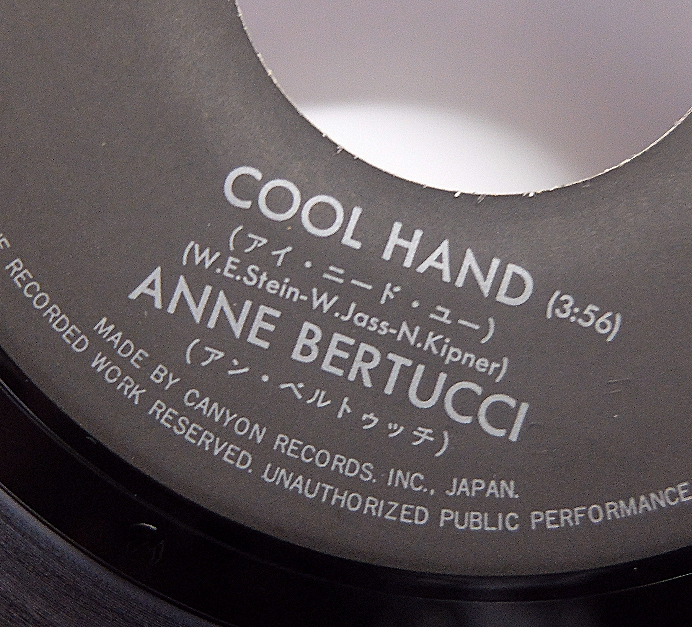 COOL HAND (3:56)
(アイ・ニード・ユー)
(W.E.Stein-W.Jass-N.Kipner)
ANNE BERTUCCI
(アン・ベルトゥッチ)
MADE BY CANYON RECORDS. INC., JAPAN.
RECORDED WORK RESERVED. UNAUTHORIZED PUBLIC PERFORMANCE